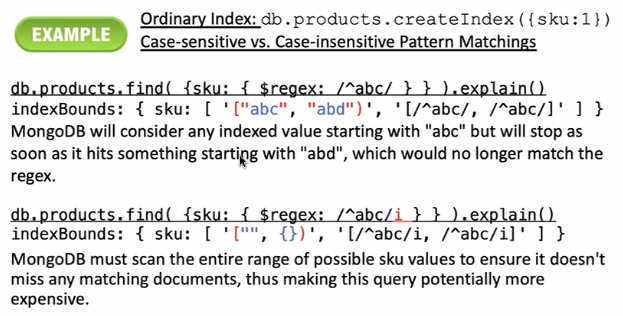 EXAMPLE
Ordinary Index: db.products.createIndex({sku:1})
Case-sensitive vs. Case-insensitive Pattern Matchings
db.products.find( {sku: { $regex: /^abc/ } } ).explain()
indexBounds: { sku: [ '["abc", "abd")', '[/^abc/, /^abc/]' ] }
MongoDB will consider any indexed value starting with "abc" but will stop as
soon as it hits something starting with "abd", which would no longer match the
regex.
db.products.find( {sku: { $regex: /^abc/i } } ).explain()
indexBounds: { sku: [ '["", {})', '[/^abc/i, /^abc/i]' ] }
MongoDB must scan the entire range of possible sku values to ensure it doesn't
miss any matching documents, thus making this query potentially more
expensive.